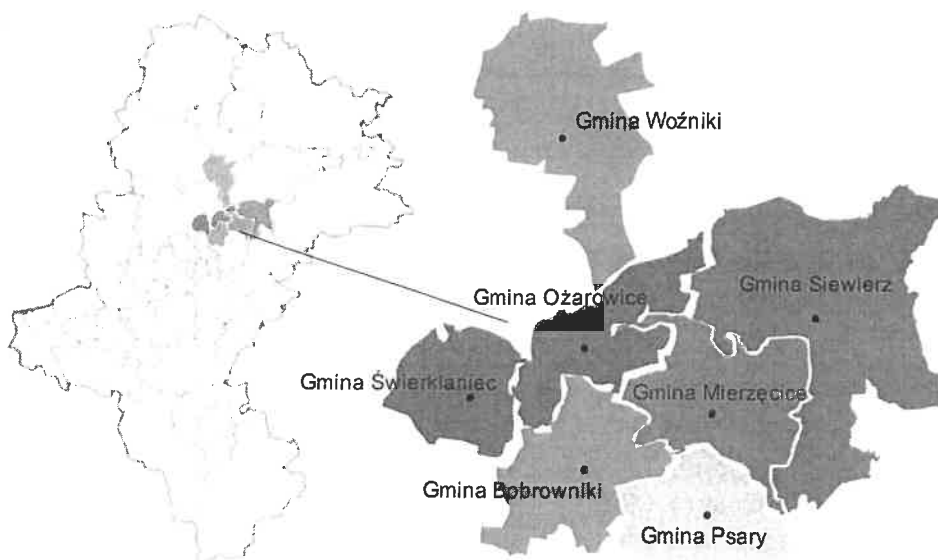 Gmina Woźniki
Gmina Ożarowice
Gmina Siewierz
Gmina Świerklaniec
Gmina Mierzęcice
Gmina Bobrowniki
Gmina Psary